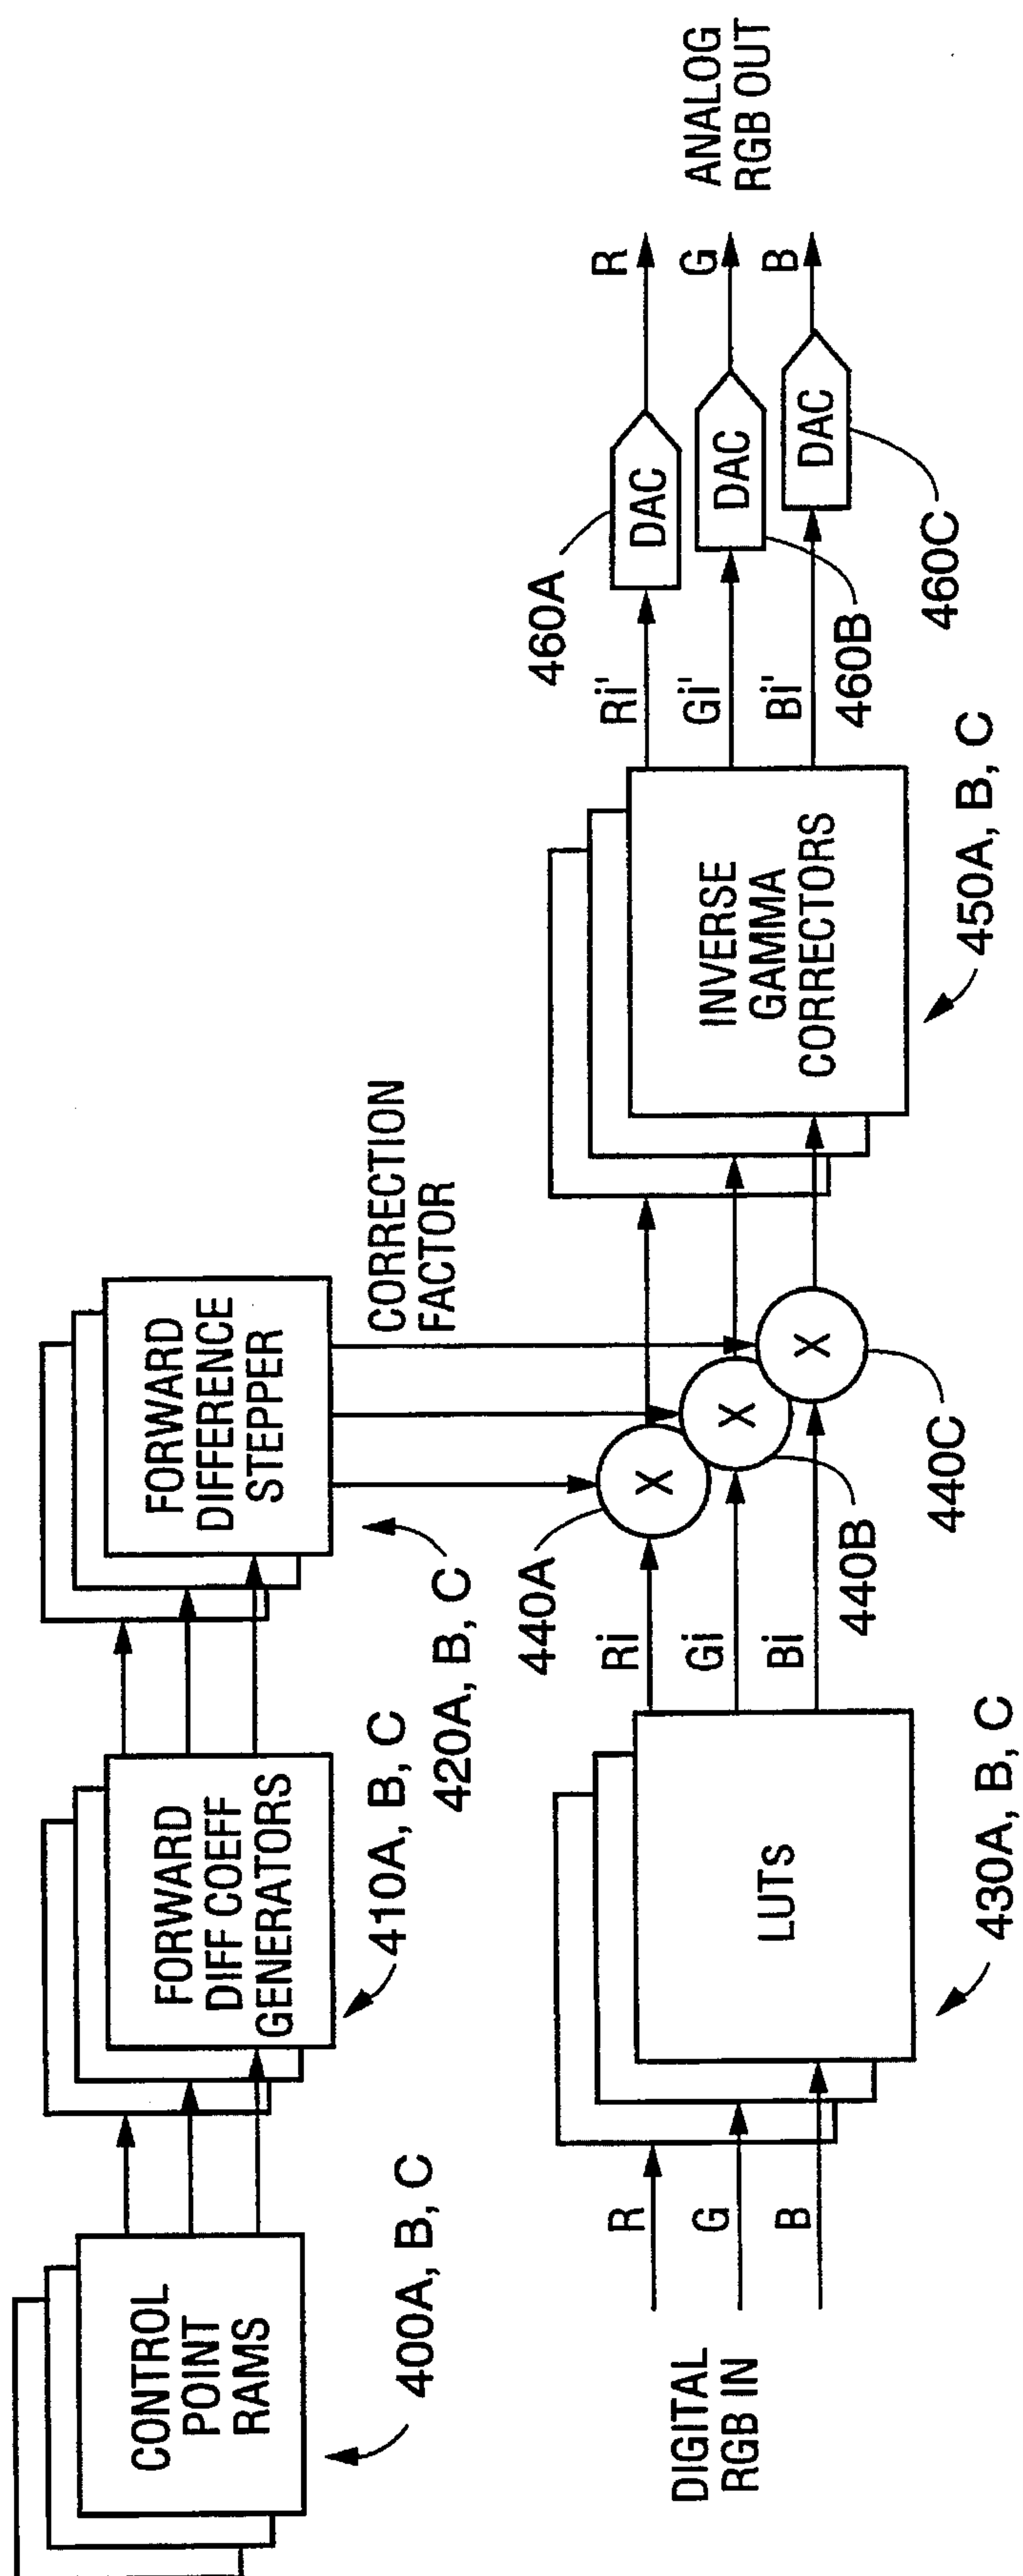 CONTROL
POINT
RAMS
400A, B, C
FORWARD
DIFF COEFF
GENERATORS
410A, B, C
FORWARD
DIFFERENCE
STEPPER
420A, B, C
CORRECTION
FACTOR
DIGITAL
RGB IN
R
G
B
LUTS
430A, B, C
Ri
Gi
Bi
440A
X
X
X
440B
440C
INVERSE
GAMMA
CORRECTORS
450A, B, C
Ri'
Gi'
Bi'
460A
DAC
DAC
DAC
460B
460C
R
G
B
ANALOG
RGB OUT